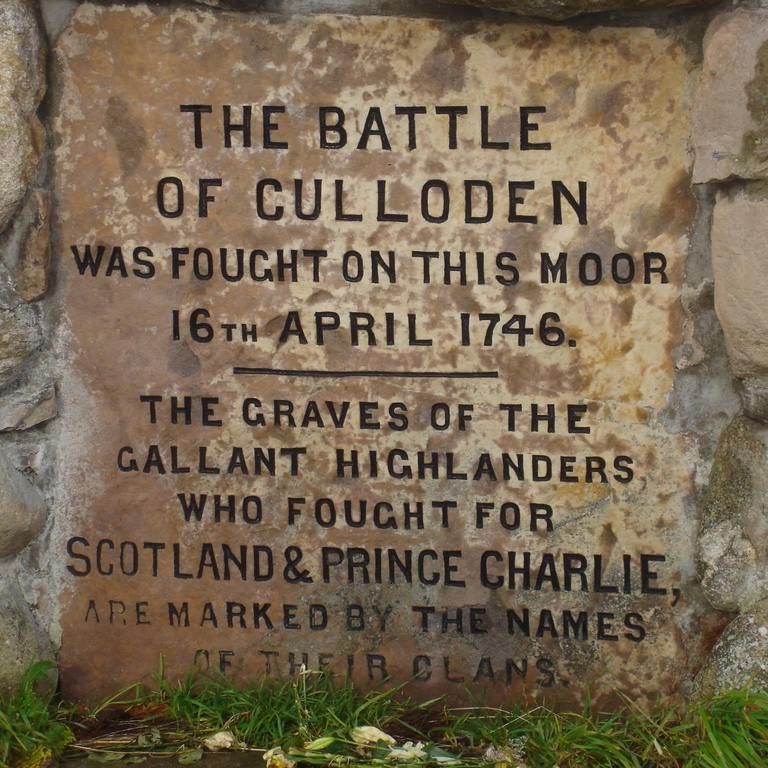 THE BATTLE
OF CULLODEN
WAS FOUGHT ON THIS MOOR
16TH APRIL 1746.
THE GRAVES OF THE
GALLANT HIGHLANDERS
WHO FOUGHT FOR
SCOTLAND & PRINCE CHARLIE,
ARE MARKED BY THE NAMES
OF THEIR CLANS.